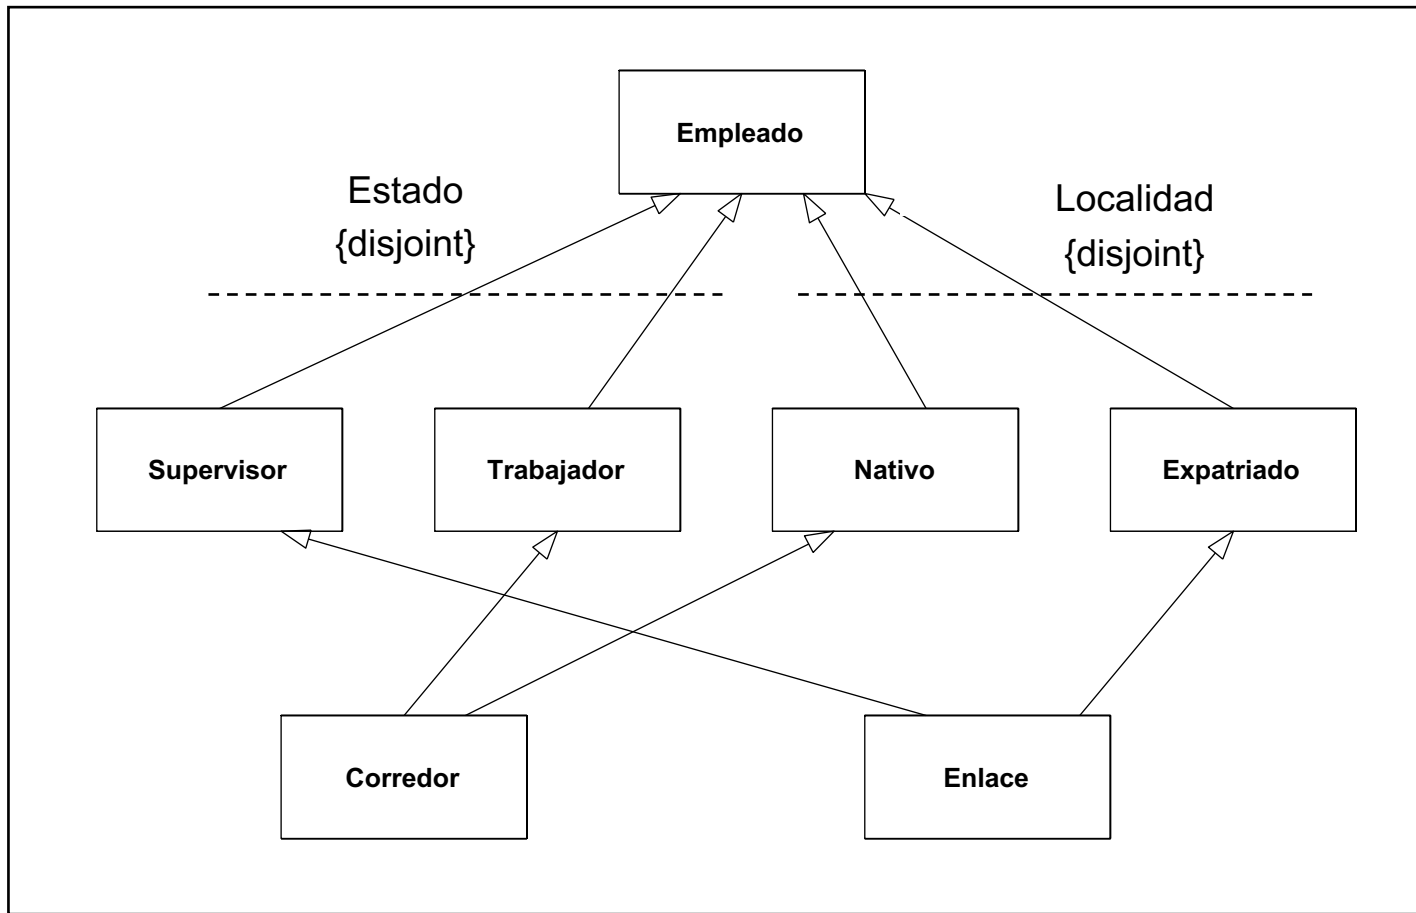 Empleado
Estado
{disjoint}
Localidad
{disjoint}
Supervisor
Trabajador
Nativo
Expatriado
Corredor
Enlace